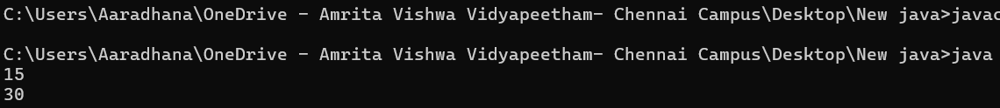 C:\Users\Aaradhana\OneDrive - Amrita Vishwa Vidyapeetham- Chennai Campus\Desktop\New java>javac
C:\Users\Aaradhana\OneDrive - Amrita Vishwa Vidyapeetham- Chennai Campus\Desktop\New java>java
15
30